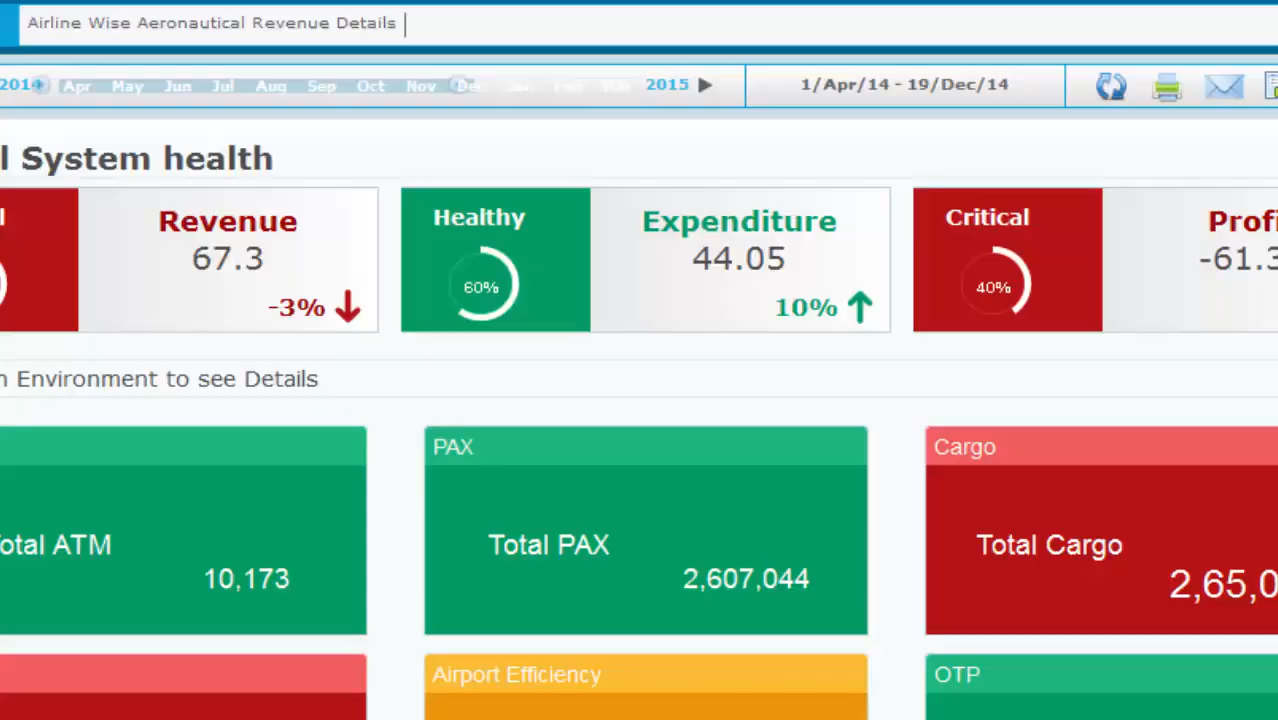 Airline Wise Aeronautical Revenue Details
2014 Apr May Jun Jul Aug Sep Oct Nov Dec 2015 1/Apr/14 - 19/Dec/14
l System health
l Revenue Healthy Expenditure Critical Profi
67.3 44.05 -61.3
60% 40%
-3% 10%
n Environment to see Details
PAX Cargo
otal ATM Total PAX Total Cargo
10,173 2,607,044 2,65,0
Airport Efficiency OTP